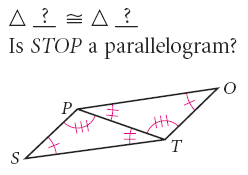 △ ? ≅ △ ?
Is STOP a parallelogram?
O
P
T
S